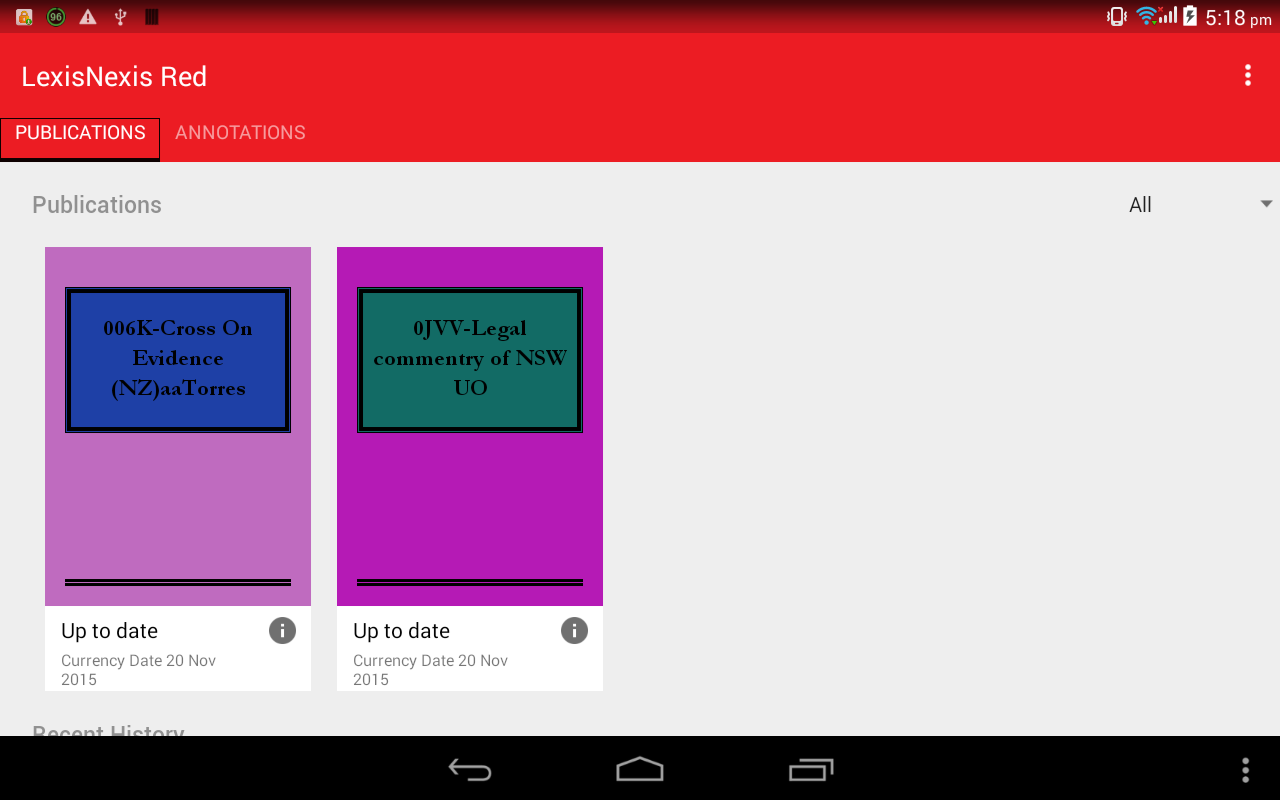 96
5:18 pm
LexisNexis Red
PUBLICATIONS
ANNOTATIONS
Publications
All
006K-Cross On
Evidence
(NZ)aaTorres
0JVV-Legal
commentry of NSW
UO
Up to date
Currency Date 20 Nov
2015
Up to date
Currency Date 20 Nov
2015
Recent History